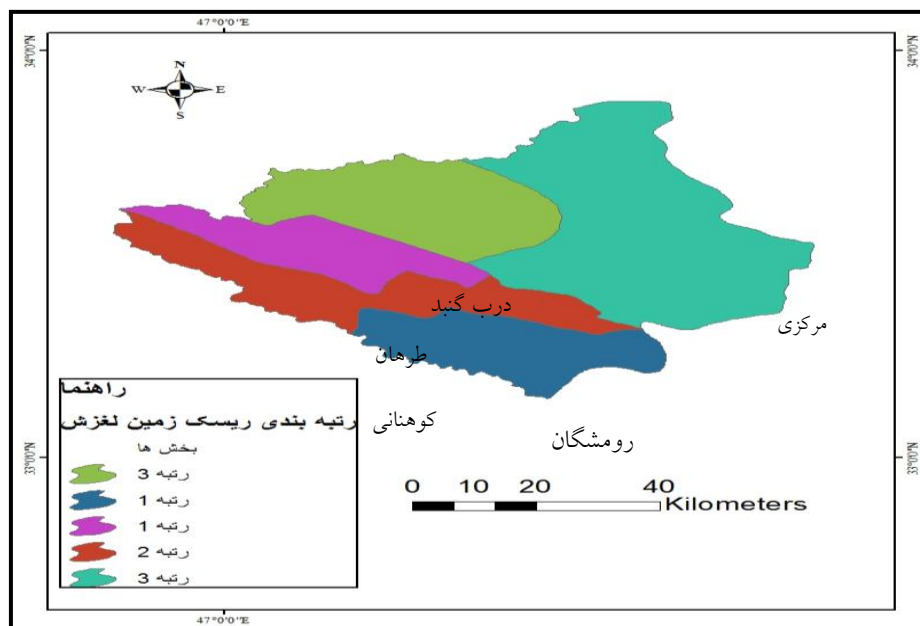 47°0'0"E
34°0'0"N
34°0'0"N
N
W E
S
درب گنبد
مرکزی
طرهان
کوهنانی
رومشگان
راهنما
رتبه بندی ریسک زمین لغزش
بخش ها
رتبه 3
رتبه 1
رتبه 1
رتبه 2
رتبه 3
33°0'0"N
33°0'0"N
0 10 20 40
Kilometers
47°0'0"E